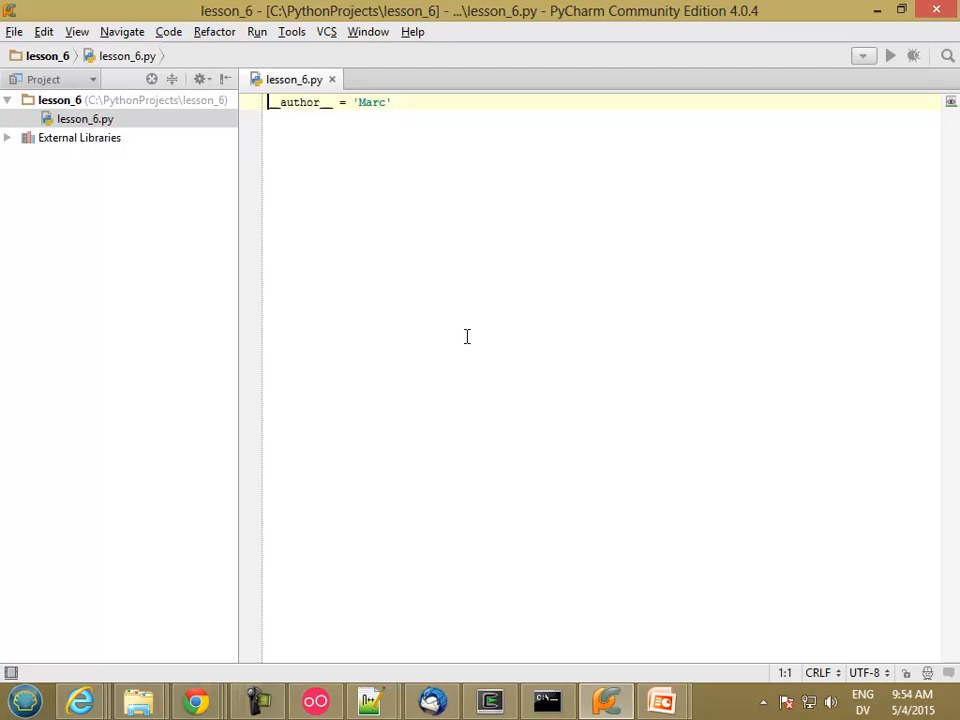 lesson_6 - [C:\PythonProjects\lesson_6] - ...\lesson_6.py - PyCharm Community Edition 4.0.4
File Edit View Navigate Code Refactor Run Tools VCS Window Help
lesson_6 lesson_6.py
Project lesson_6.py
lesson_6 (C:\PythonProjects\lesson_6) __author__ = 'Marc'
lesson_6.py
External Libraries
1:1 CRLF UTF-8
ENG 9:54 AM
DV 5/4/2015